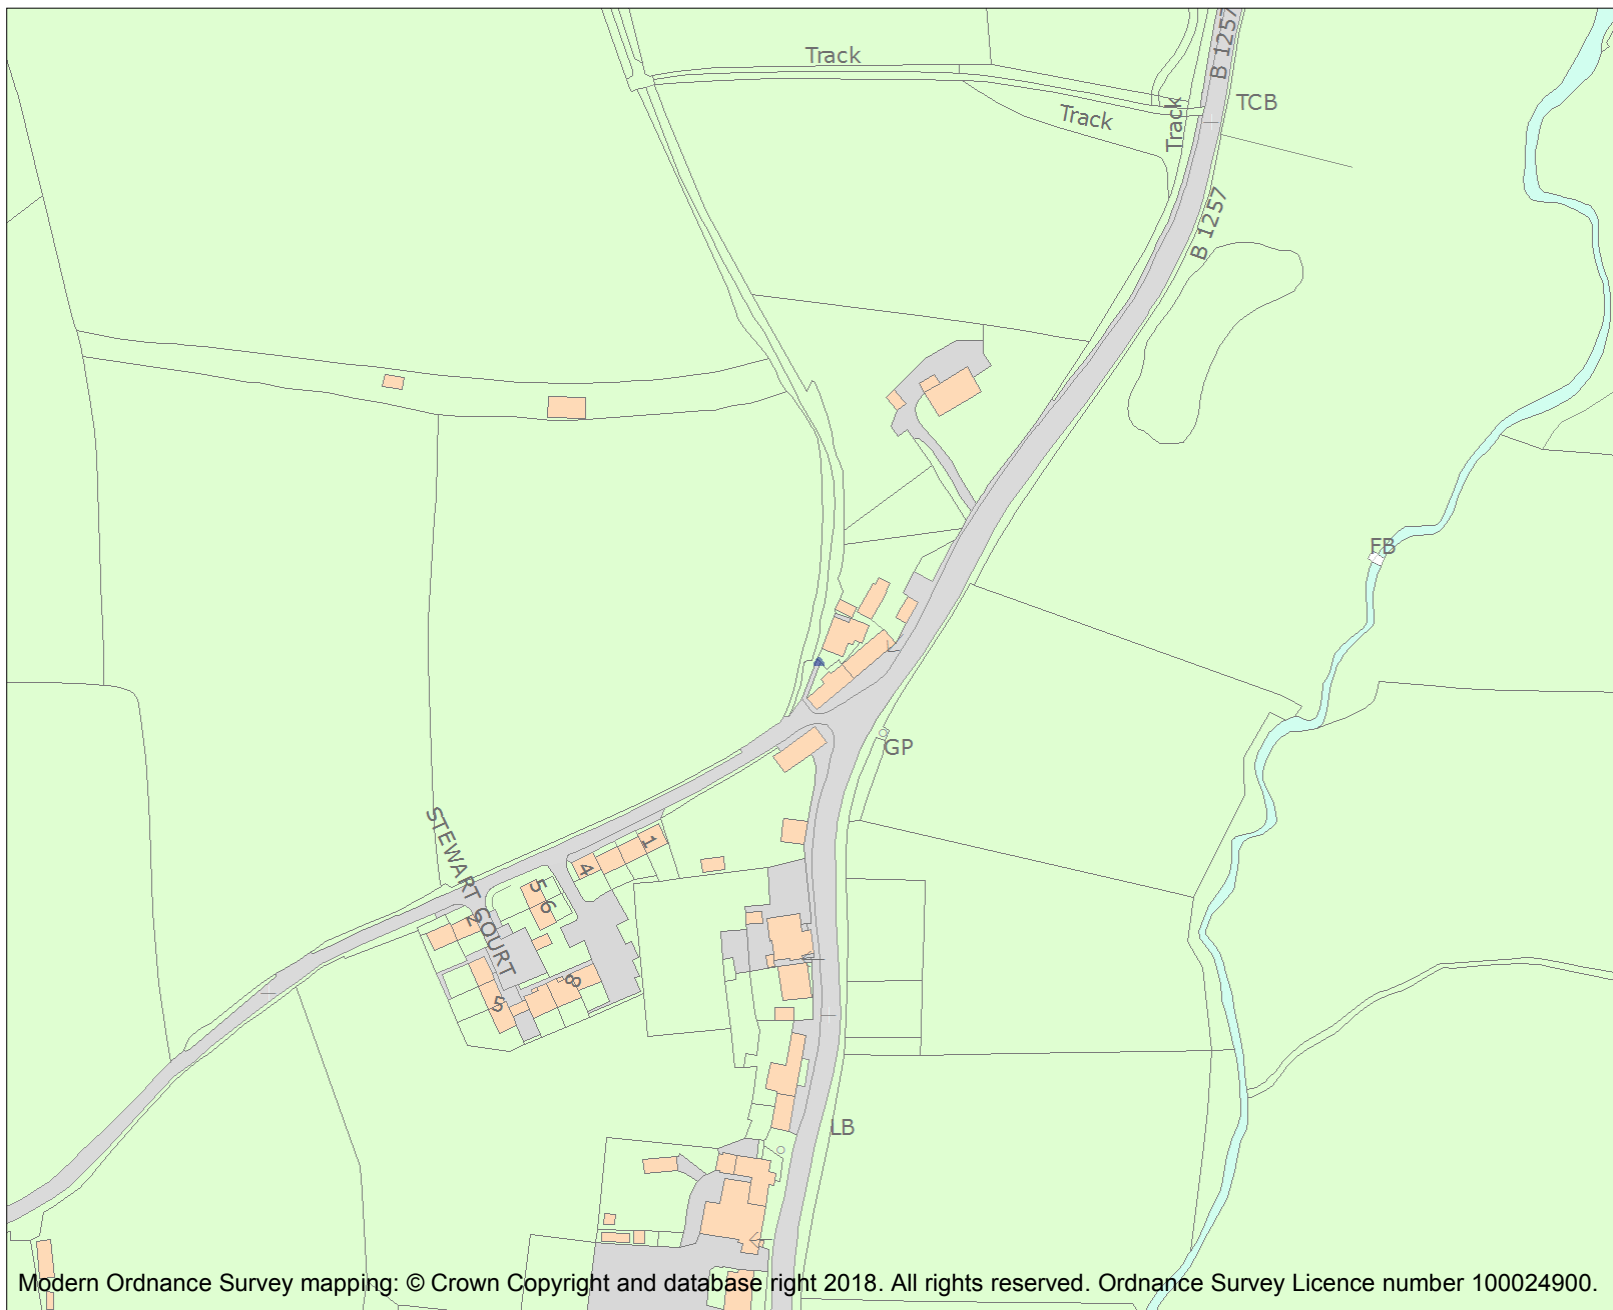 Track
B 1257
TCB
Track
Track
B 1257
FB
GP
STEWART COURT
1
4
5
6
2
8
5
LB
Modern Ordnance Survey mapping: © Crown Copyright and database right 2018. All rights reserved. Ordnance Survey Licence number 100024900.